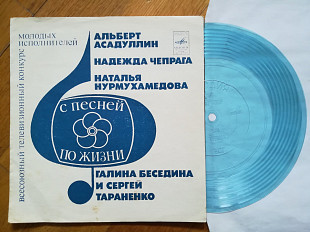 ВСЕСОЮЗНЫЙ ТЕЛЕВИЗИОННЫЙ КОНКУРС
МОЛОДЫХ
ИСПОЛНИТЕЛЕЙ
АЛЬБЕРТ
АСАДУЛЛИН
НАДЕЖДА ЧЕПРАГА
НАТАЛЬЯ
НУРМУХАМЕДОВА
С ПЕСНЕЙ
ПО ЖИЗНИ
ГАЛИНА БЕСЕДИНА
И СЕРГЕЙ
ТАРАНЕНКО